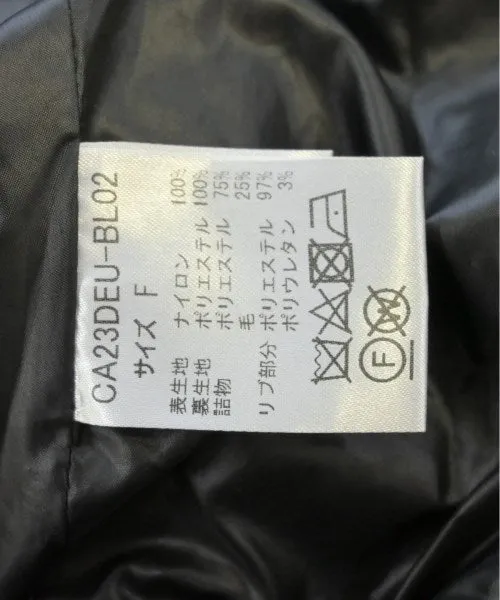 CA23DEU-BL02
サイズ F
表生地 ナイロン 100%
裏生地 ポリエステル 100%
詰物 ポリエステル 75%
毛 25%
リブ部分 ポリエステル 97%
ポリウレタン 3%
F W